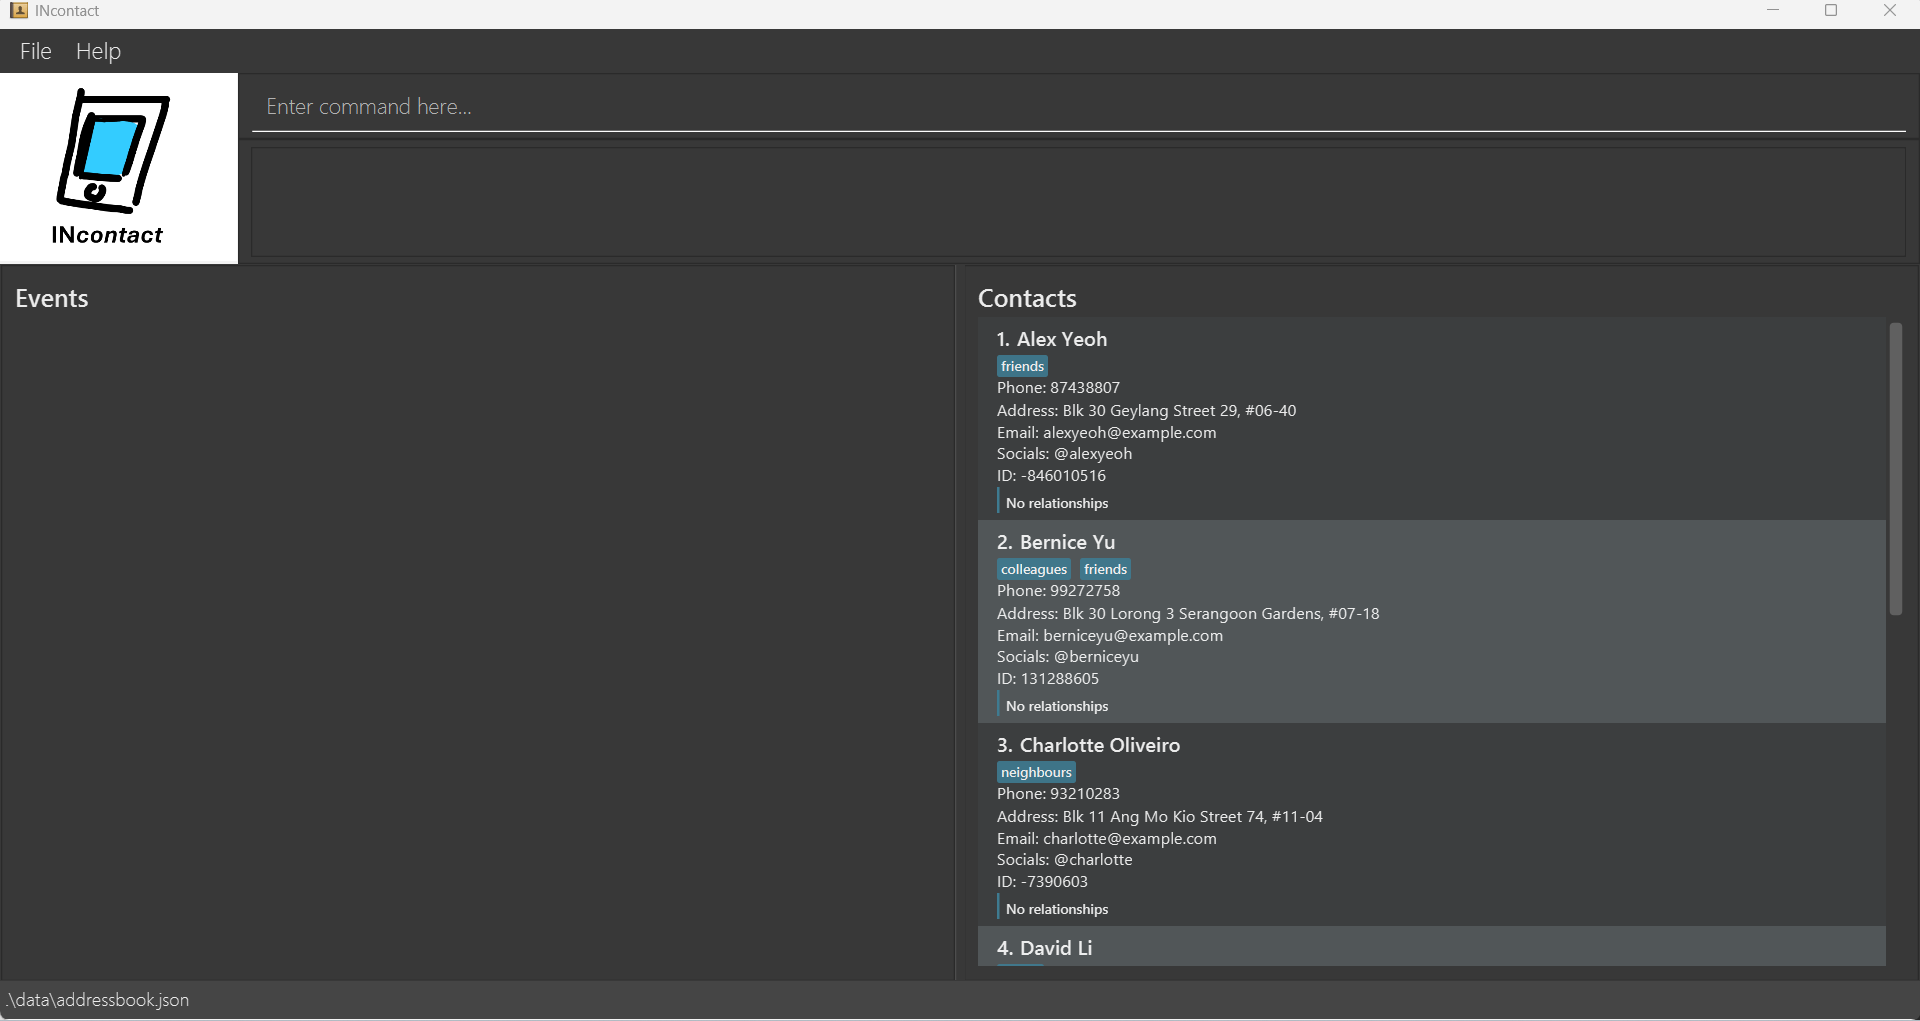 INcontact
File Help
Enter command here...
INcontact
Events
Contacts
1. Alex Yeoh
friends
Phone: 87438807
Address: Blk 30 Geylang Street 29, #06-40
Email: alexyeoh@example.com
Socials: @alexyeoh
ID: -846010516
No relationships
2. Bernice Yu
colleagues friends
Phone: 99272758
Address: Blk 30 Lorong 3 Serangoon Gardens, #07-18
Email: berniceyu@example.com
Socials: @berniceyu
ID: 131288605
No relationships
3. Charlotte Oliveiro
neighbours
Phone: 93210283
Address: Blk 11 Ang Mo Kio Street 74, #11-04
Email: charlotte@example.com
Socials: @charlotte
ID: -7390603
No relationships
4. David Li
.\data\addressbook.json